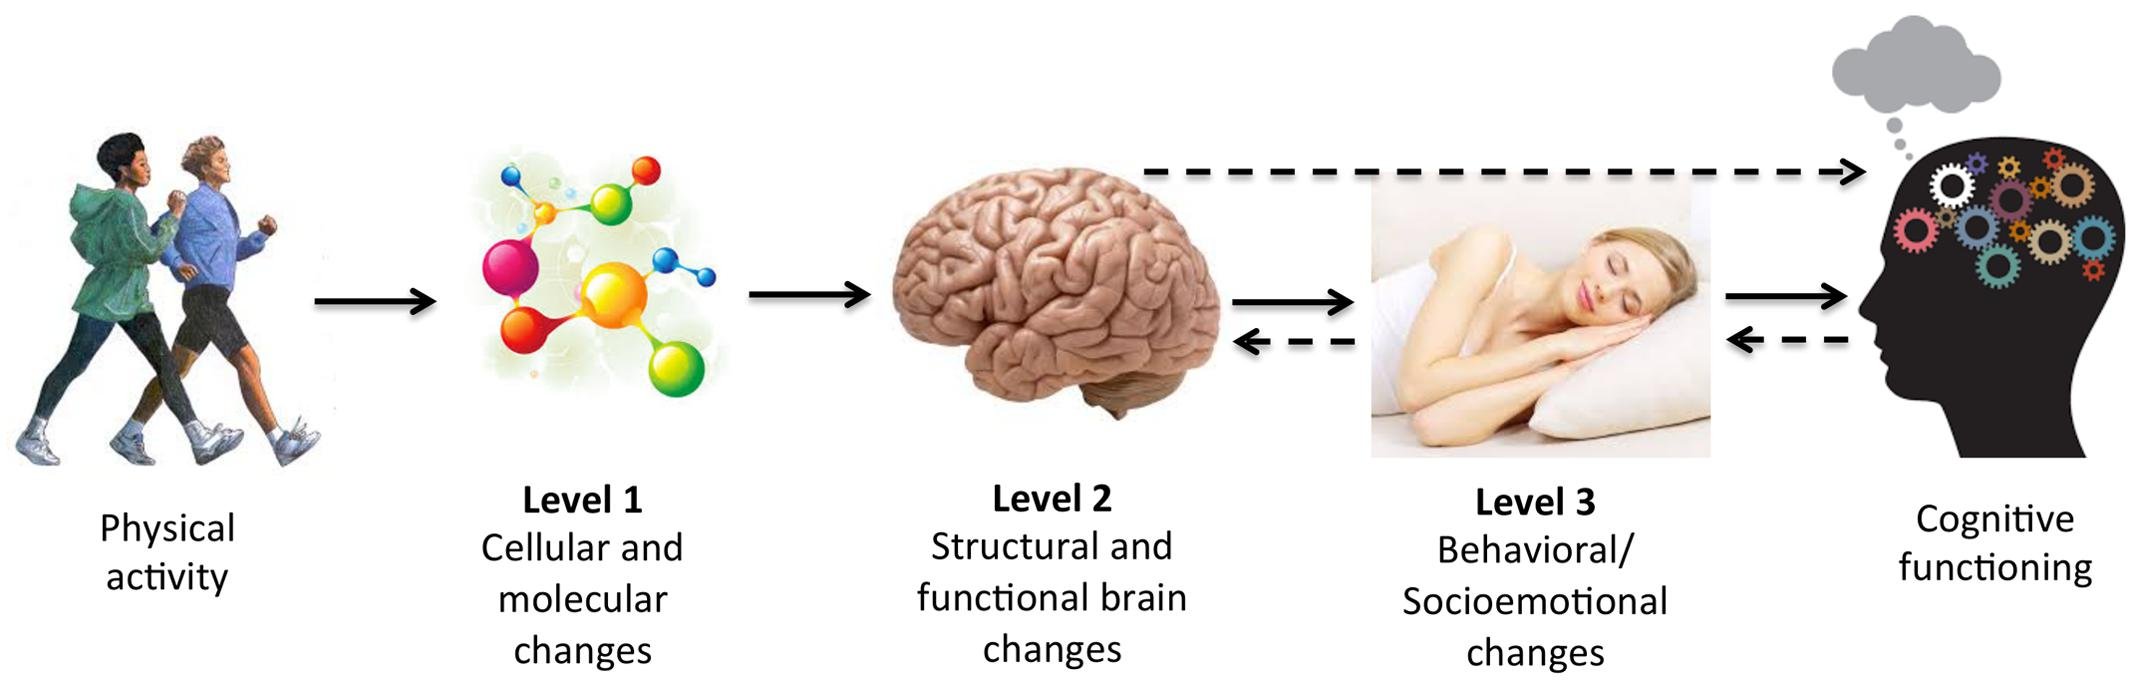 Physical
activity
Level 1
Cellular and
molecular
changes
Level 2
Structural and
functional brain
changes
Level 3
Behavioral/
Socioemotional
changes
Cognitive
functioning